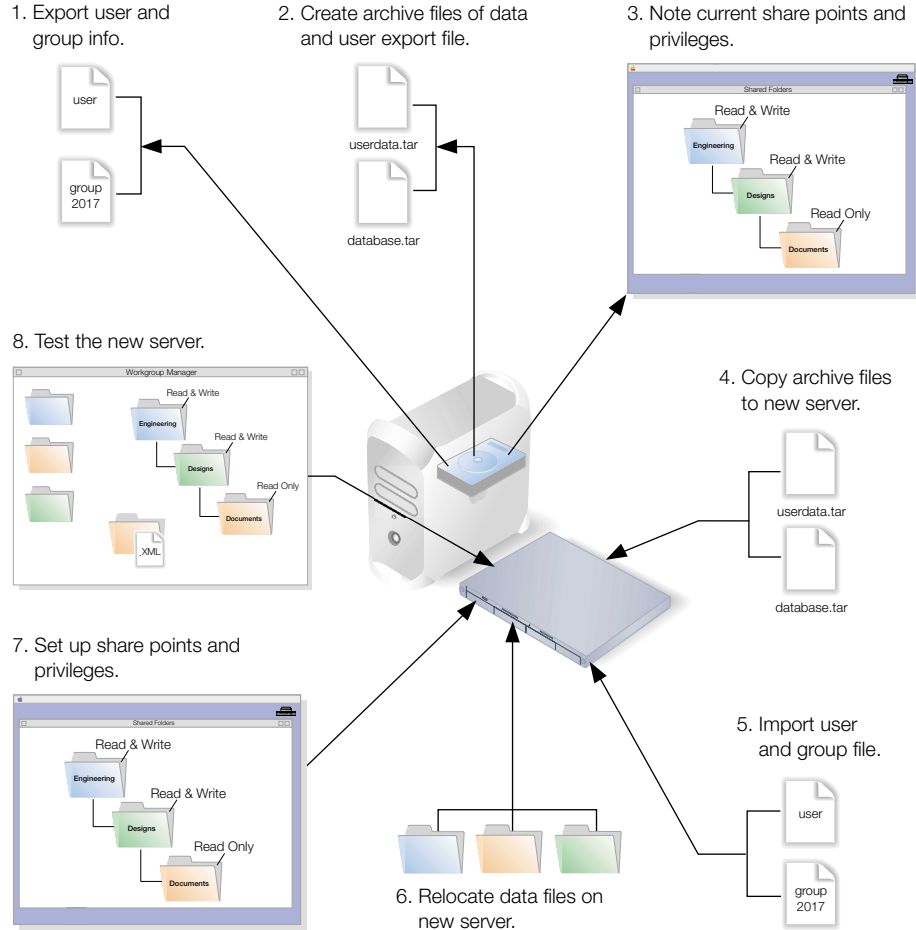 1. Export user and
group info.
user
group
2017
2. Create archive files of data
and user export file.
userdata.tar
database.tar
3. Note current share points and
privileges.
Shared Folders
Read & Write
Engineering
Read & Write
Designs
Read Only
Documents
8. Test the new server.
Workgroup Manager
Read & Write
Engineering
Read & Write
Designs
Read Only
Documents
.XML
4. Copy archive files
to new server.
userdata.tar
database.tar
7. Set up share points and
privileges.
Shared Folders
Read & Write
Engineering
Read & Write
Designs
Read Only
Documents
6. Relocate data files on
new server.
5. Import user
and group file.
user
group
2017